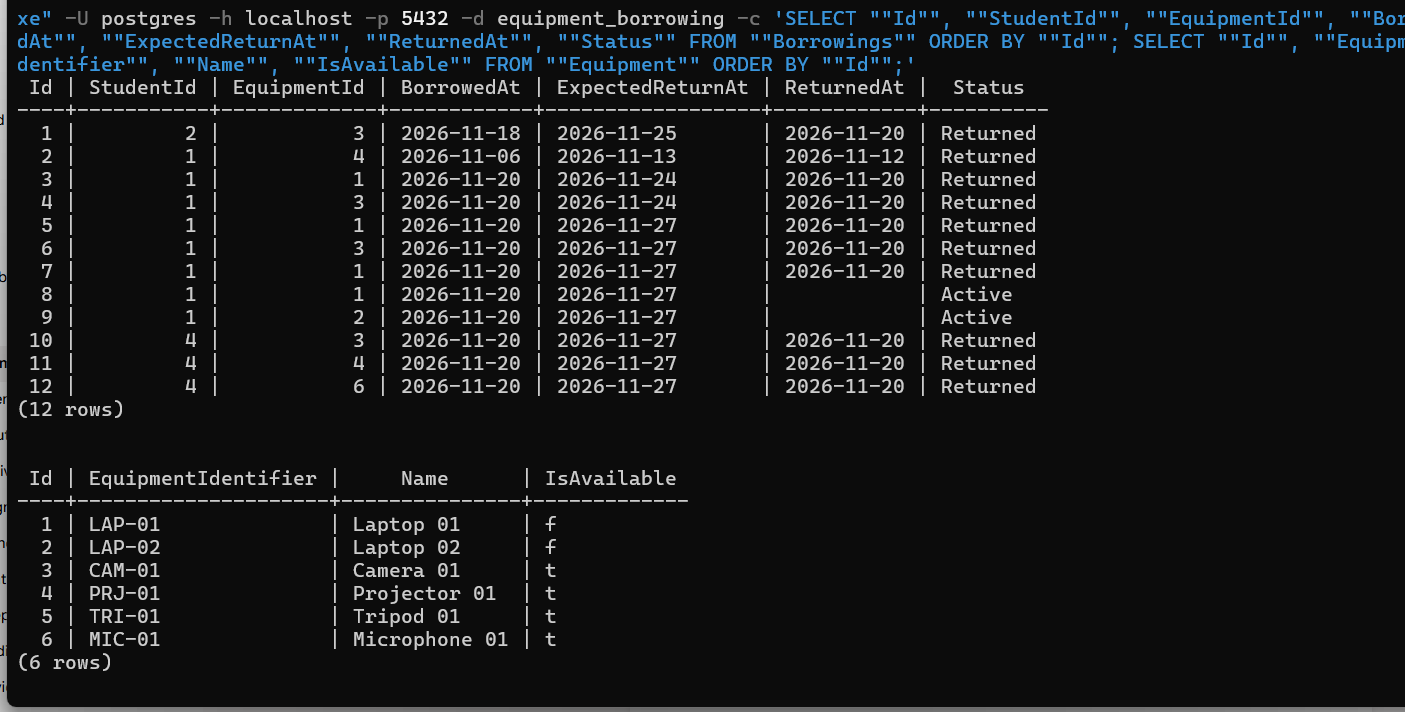 xe" -U postgres -h localhost -p 5432 -d equipment_borrowing -c 'SELECT ""Id"", ""StudentId"", ""EquipmentId"", ""Bor
dAt"", ""ExpectedReturnAt"", ""ReturnedAt"", ""Status"" FROM ""Borrowings"" ORDER BY ""Id""; SELECT ""Id"", ""Equip
dentifier"", ""Name"", ""IsAvailable"" FROM ""Equipment"" ORDER BY ""Id"";'
 Id | StudentId | EquipmentId | BorrowedAt | ExpectedReturnAt | ReturnedAt |  Status
----+-----------+-------------+------------+------------------+------------+----------
  1 |         2 |           3 | 2026-11-18 | 2026-11-25       | 2026-11-20 | Returned
  2 |         1 |           4 | 2026-11-06 | 2026-11-13       | 2026-11-12 | Returned
  3 |         1 |           1 | 2026-11-20 | 2026-11-24       | 2026-11-20 | Returned
  4 |         1 |           3 | 2026-11-20 | 2026-11-24       | 2026-11-20 | Returned
  5 |         1 |           1 | 2026-11-20 | 2026-11-27       | 2026-11-20 | Returned
  6 |         1 |           3 | 2026-11-20 | 2026-11-27       | 2026-11-20 | Returned
  7 |         1 |           1 | 2026-11-20 | 2026-11-27       | 2026-11-20 | Returned
  8 |         1 |           1 | 2026-11-20 | 2026-11-27       |            | Active
  9 |         1 |           2 | 2026-11-20 | 2026-11-27       |            | Active
 10 |         4 |           3 | 2026-11-20 | 2026-11-27       | 2026-11-20 | Returned
 11 |         4 |           4 | 2026-11-20 | 2026-11-27       | 2026-11-20 | Returned
 12 |         4 |           6 | 2026-11-20 | 2026-11-27       | 2026-11-20 | Returned
(12 rows)
 Id | EquipmentIdentifier |     Name      | IsAvailable
----+---------------------+---------------+-------------
  1 | LAP-01              | Laptop 01     | f
  2 | LAP-02              | Laptop 02     | f
  3 | CAM-01              | Camera 01     | t
  4 | PRJ-01              | Projector 01  | t
  5 | TRI-01              | Tripod 01     | t
  6 | MIC-01              | Microphone 01 | t
(6 rows)